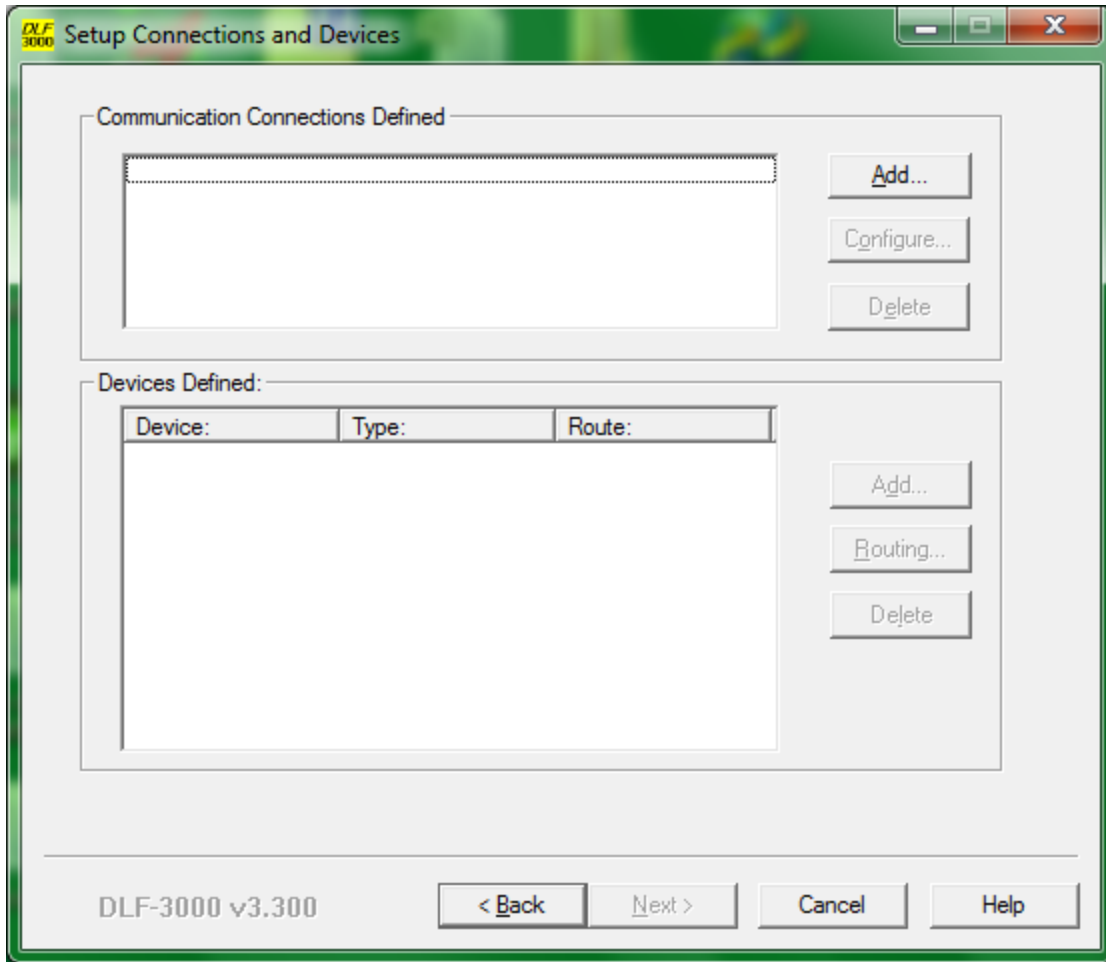 DLF
3000
Setup Connections and Devices
Communication Connections Defined
Add...
Configure...
Delete
Devices Defined:
Device: Type: Route:
Add...
Routing...
Delete
DLF-3000 v3.300
< Back Next > Cancel Help